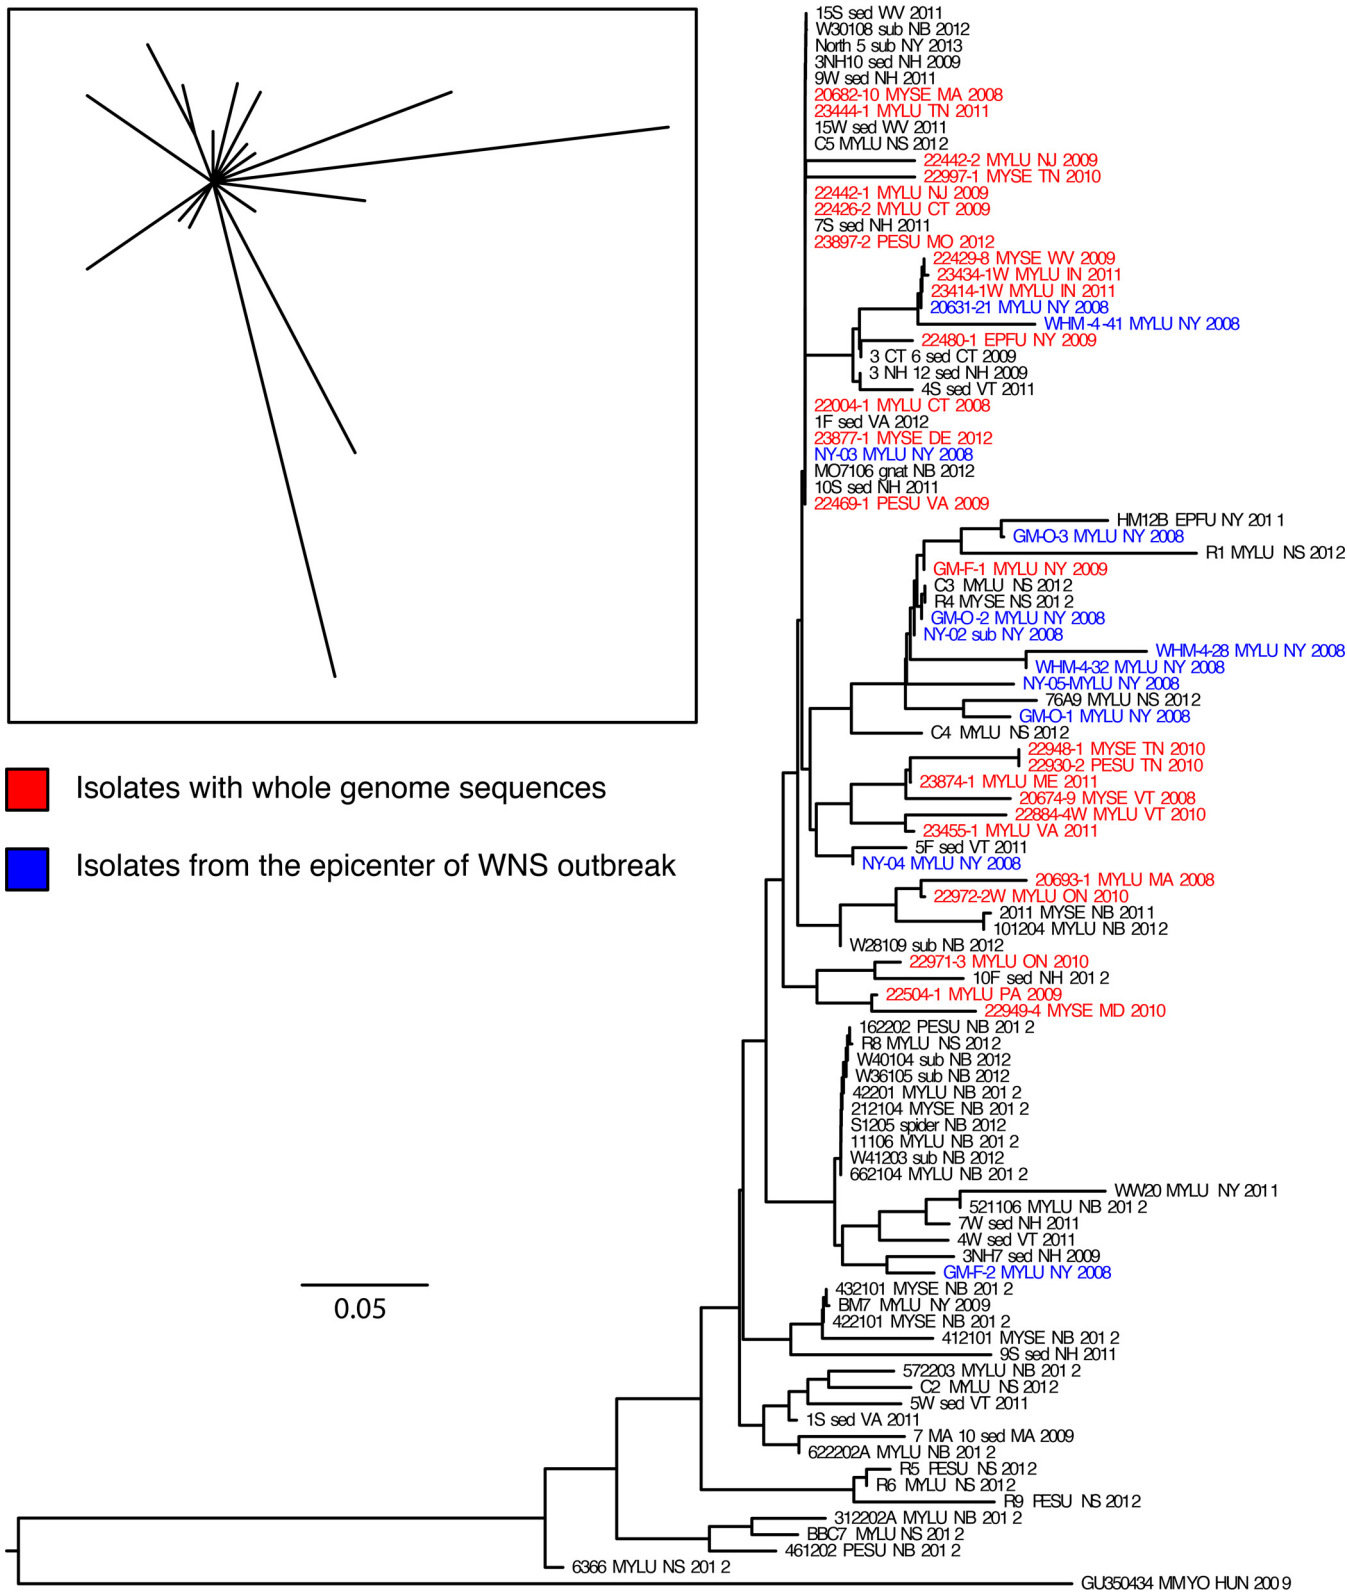 15S sed WV 2011
W30108 sub NB 2012
North 5 sub NY 2013
3NH10 sed NH 2009
9W sed NH 2011
20682-10 MYSE MA 2008
23444-1 MYLU TN 2011
15W sed WV 2011
C5 MYLU NS 2012
22442-2 MYLU NJ 2009
22997-1 MYSE TN 2010
22442-1 MYLU NJ 2009
22426-2 MYLU CT 2009
7S sed NH 2011
23897-2 PESU MO 2012
22429-8 MYSE WV 2009
23434-1W MYLU IN 2011
23414-1W MYLU IN 2011
20631-21 MYLU NY 2008
WHM-4-41 MYLU NY 2008
22480-1 EPFU NY 2009
3 CT 6 sed CT 2009
3 NH 12 sed NH 2009
4S sed VT 2011
22004-1 MYLU CT 2008
1F sed VA 2012
23877-1 MYSE DE 2012
NY-03 MYLU NY 2008
MO7106 gnat NB 2012
10S sed NH 2011
22469-1 PESU VA 2009
HM12B EPFU NY 2011
GM-O-3 MYLU NY 2008
R1 MYLU NS 2012
GM-F-1 MYLU NY 2009
C3 MYLU NS 2012
R4 MYSE NS 2012
GM-O-2 MYLU NY 2008
NY-02 sub NY 2008
WHM-4-28 MYLU NY 2008
WHM-4-32 MYLU NY 2008
NY-05-MYLU NY 2008
76A9 MYLU NS 2012
GM-O-1 MYLU NY 2008
C4 MYLU NS 2012
22948-1 MYSE TN 2010
22930-2 PESU TN 2010
23874-1 MYLU ME 2011
20674-9 MYSE VT 2008
22884-4W MYLU VT 2010
23455-1 MYLU VA 2011
5F sed VT 2011
NY-04 MYLU NY 2008
20693-1 MYLU MA 2008
22972-2W MYLU ON 2010
2011 MYSE NB 2011
101204 MYLU NB 2012
W28109 sub NB 2012
22971-3 MYLU ON 2010
10F sed NH 2012
22504-1 MYLU PA 2009
22949-4 MYSE MD 2010
162202 PESU NB 2012
R8 MYLU NS 2012
W40104 sub NB 2012
W36105 sub NB 2012
42201 MYLU NB 2012
212104 MYSE NB 2012
S1205 spider NB 2012
11106 MYLU NB 2012
W41203 sub NB 2012
662104 MYLU NB 2012
WW20 MYLU NY 2011
521106 MYLU NB 2012
7W sed NH 2011
4W sed VT 2011
3NH7 sed NH 2009
GM-F-2 MYLU NY 2008
432101 MYSE NB 2012
BM7 MYLU NY 2009
422101 MYSE NB 2012
412101 MYSE NB 2012
9S sed NH 2011
572203 MYLU NB 2012
C2 MYLU NS 2012
5W sed VT 2011
1S sed VA 2011
7 MA 10 sed MA 2009
622202A MYLU NB 2012
R5 PESU NS 2012
R6 MYLU NS 2012
R9 PESU NS 2012
312202A MYLU NB 2012
BBC7 MYLU NS 2012
461202 PESU NB 2012
6366 MYLU NS 2012
GU350434 MMYO HUN 2009
Isolates with whole genome sequences
Isolates from the epicenter of WNS outbreak
0.05